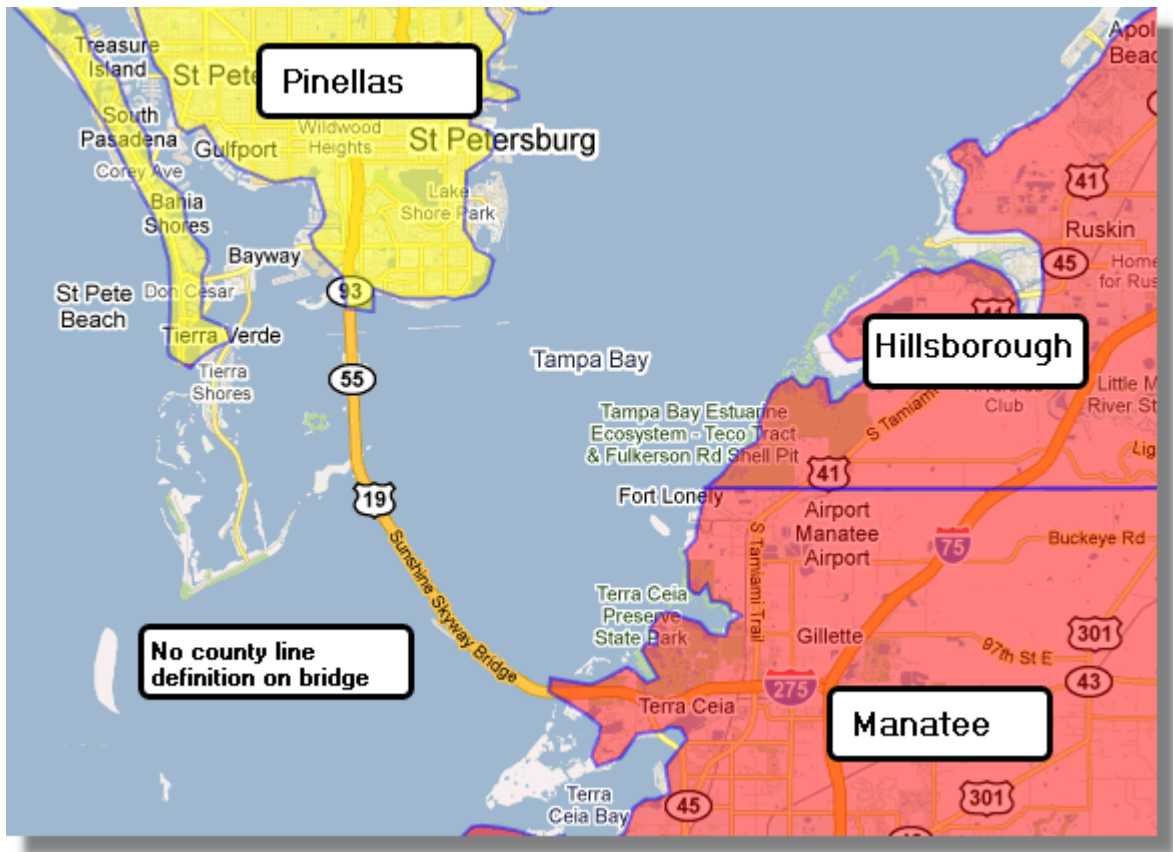 Treasure
Island
St Pete
Pinellas
Apol
Beac
South
Pasadena
Wildwood
Heights
St Petersburg
Gulfport
Corey Ave
Lake
Shore Park
41
Bahia
Shores
Ruskin
Bayway
45
Home
for Rus
93
St Pete
Beach
Don Cesar
41
Tierra Verde
Hillsborough
Tampa Bay
Tierra
Shores
55
Little M
River St
Club
Tampa Bay Estuarine
Ecosystem - Teco Tract
& Fulkerson Rd Shell Pit
S Tamiami
Lig
41
19
Fort Lonely
Airport
Manatee
Airport
S Tamiami Trail
75
Buckeye Rd
Sunshine Skyway Bridge
Terra Ceia
Preserve
State Park
Gillette
301
97th St E
No county line
definition on bridge
275
43
Terra Ceia
Manatee
Terra
Ceia Bay
45
301